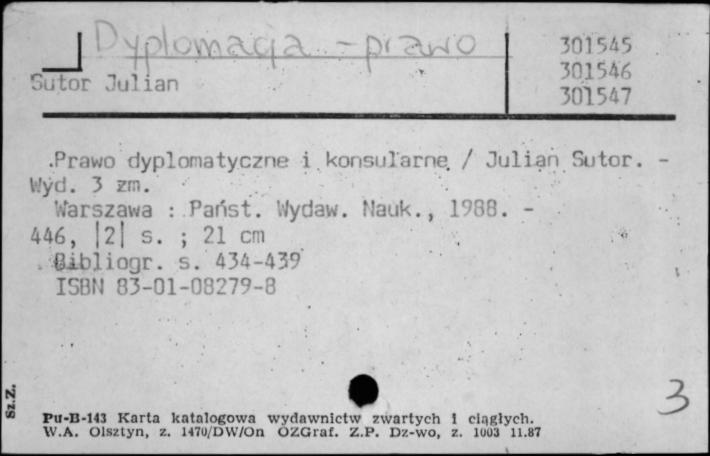 Dyplomacja - prawo
301545
301546
Sutor Julian
301547
Prawo dyplomatyczne i konsularne / Julian Sutor. -
Wyd. 3 zm.
Warszawa : Państ. Wydaw. Nauk., 1988. -
446, |2| s. ; 21 cm
Bibliogr. s. 434-439
ISBN 83-01-08279-8
3
Sz.Z.
Pu-B-143 Karta katalogowa wydawnictw zwartych i ciągłych.
W.A. Olsztyn, z. 1470/DW/On OZGraf. Z.P. Dz-wo, z. 1003 11.87